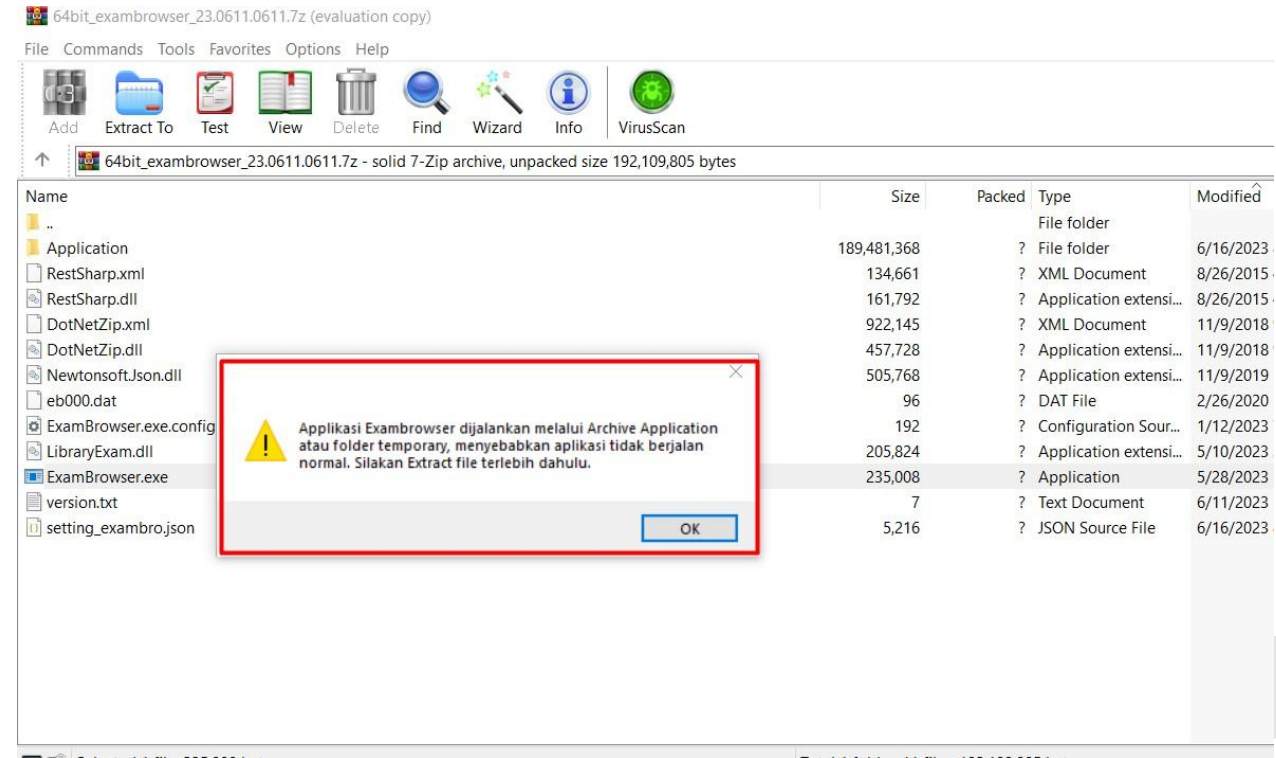 64bit_exambrowser_23.0611.0611.7z (evaluation copy)
File Commands Tools Favorites Options Help
Add Extract To Test View Delete Find Wizard Info VirusScan
64bit_exambrowser_23.0611.0611.7z - solid 7-Zip archive, unpacked size 192,109,805 bytes
Name Size Packed Type Modified
.. File folder
Application 189,481,368 ? File folder 6/16/2023
RestSharp.xml 134,661 ? XML Document 8/26/2015
RestSharp.dll 161,792 ? Application extensi... 8/26/2015
DotNetZip.xml 922,145 ? XML Document 11/9/2018
DotNetZip.dll 457,728 ? Application extensi... 11/9/2018
Newtonsoft.Json.dll 505,768 ? Application extensi... 11/9/2019
eb000.dat 96 ? DAT File 2/26/2020
ExamBrowser.exe.config 192 ? Configuration Sour... 1/12/2023
LibraryExam.dll 205,824 ? Application extensi... 5/10/2023
ExamBrowser.exe 235,008 ? Application 5/28/2023
version.txt 7 ? Text Document 6/11/2023
setting_exambro.json 5,216 ? JSON Source File 6/16/2023
Applikasi Exambrowser dijalankan melalui Archive Application
atau folder temporary, menyebabkan aplikasi tidak berjalan
normal. Silakan Extract file terlebih dahulu.
OK